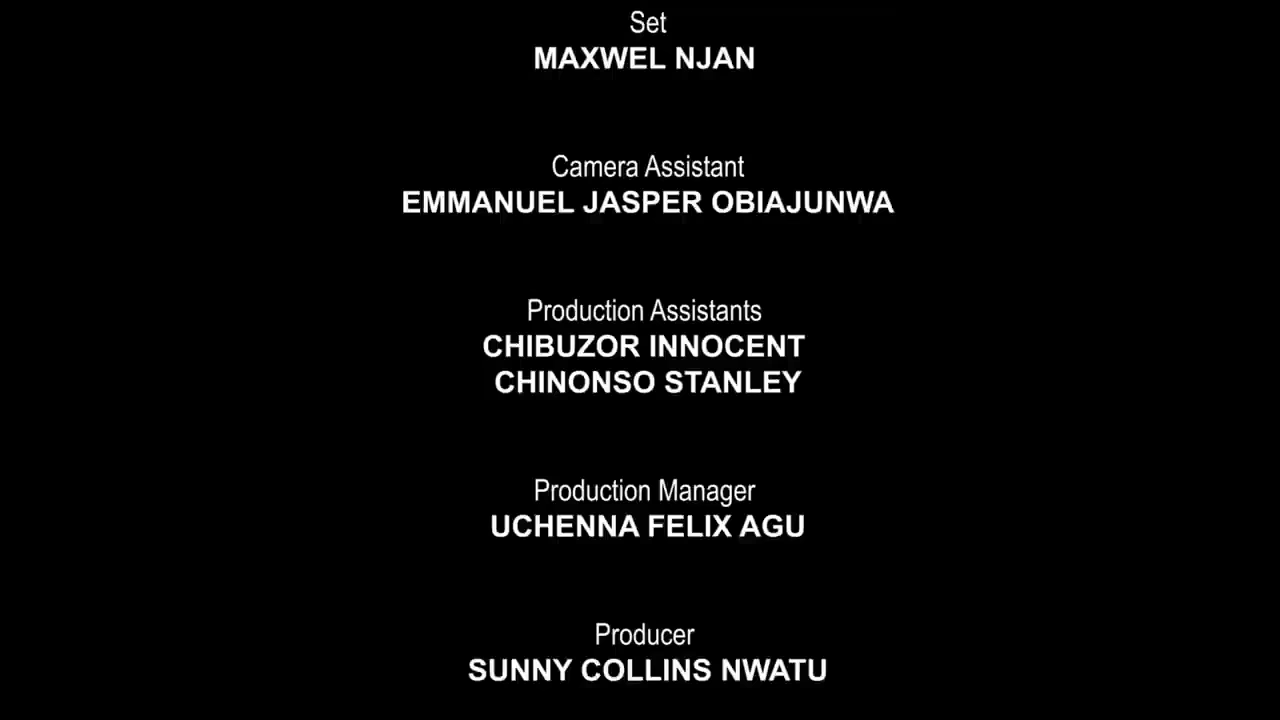 Set
MAXWEL NJAN
Camera Assistant
EMMANUEL JASPER OBIAJUNWA
Production Assistants
CHIBUZOR INNOCENT
CHINONSO STANLEY
Production Manager
UCHENNA FELIX AGU
Producer
SUNNY COLLINS NWATU